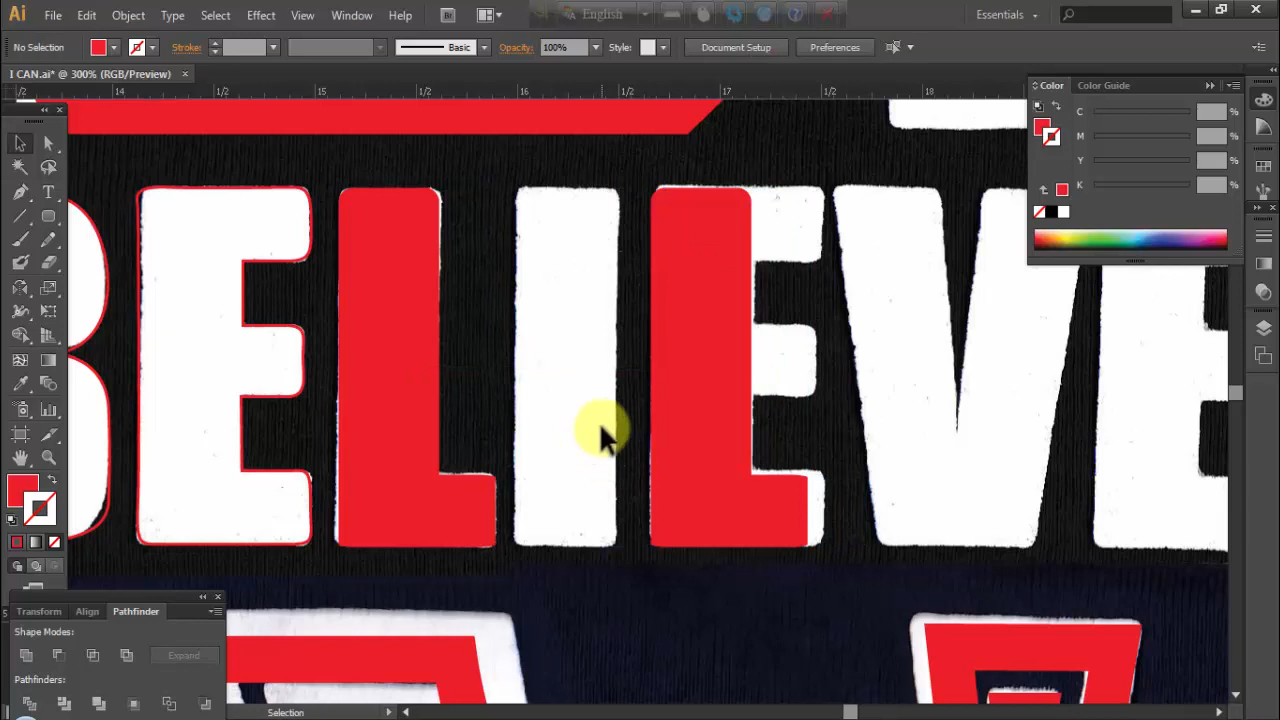 Ai File Edit Object Type Select Effect View Window Help Br English Essentials
No Selection Stroke: Basic Opacity: 100% Style: Document Setup Preferences
I CAN.ai* @ 300% (RGB/Preview) ×
/2 14 1/2 15 1/2 16 1/2 17 1/2 18
Color Color Guide
C %
M %
Y %
K %
BELIEVE
Transform Align Pathfinder
Shape Modes:
Expand
Pathfinders:
Selection